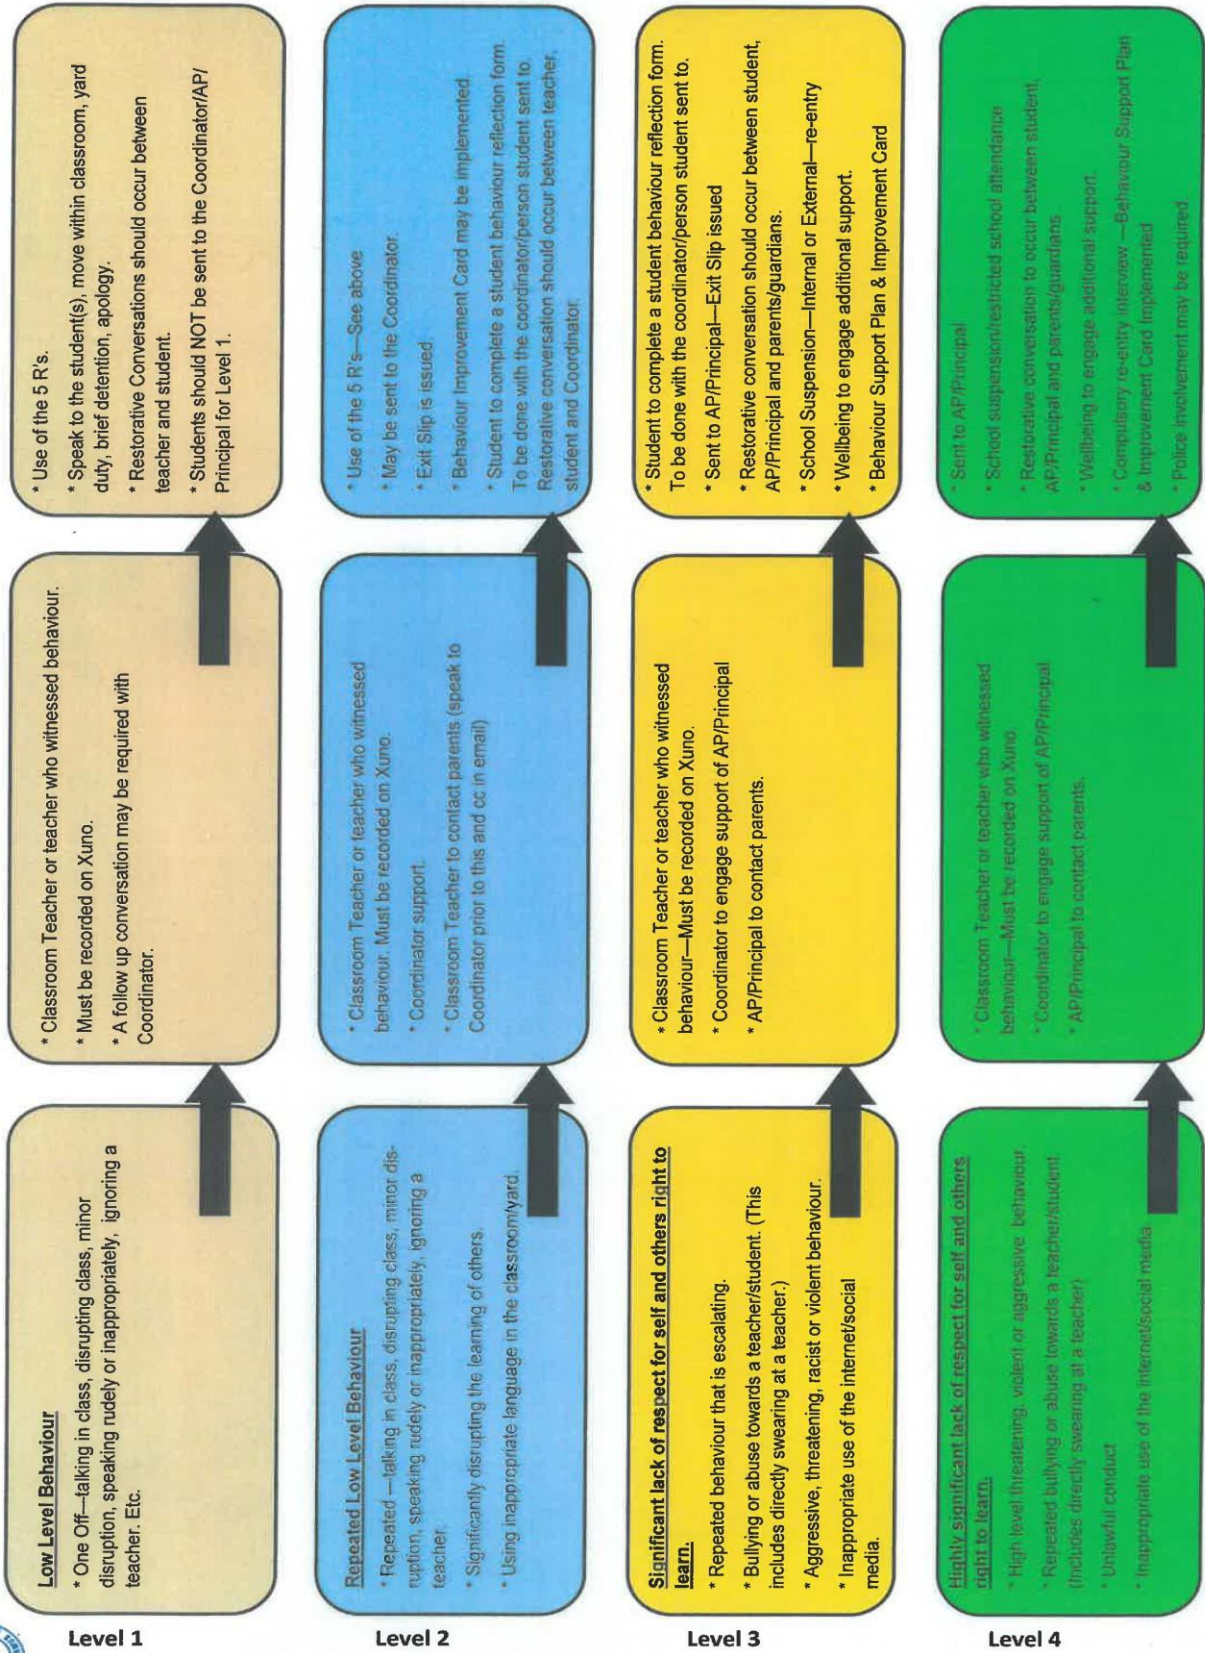 Level 1
Low Level Behaviour
* One Off—talking in class, disrupting class, minor
disruption, speaking rudely or inappropriately, ignoring a
teacher. Etc.
* Classroom Teacher or teacher who witnessed behaviour.
* Must be recorded on Xuno.
* A follow up conversation may be required with
Coordinator.
* Use of the 5 R's.
* Speak to the student(s), move within classroom, yard
duty, brief detention, apology.
* Restorative Conversations should occur between
teacher and student.
* Students should NOT be sent to the Coordinator/AP/
Principal for Level 1.
Level 2
Repeated Low Level Behaviour
* Repeated —talking in class, disrupting class, minor dis-
ruption, speaking rudely or inappropriately, ignoring a
teacher.
* Significantly disrupting the learning of others.
* Using inappropriate language in the classroom/yard.
* Classroom Teacher or teacher who witnessed
behaviour. Must be recorded on Xuno.
* Coordinator support.
* Classroom Teacher to contact parents (speak to
Coordinator prior to this and cc in email)
* Use of the 5 R's—See above
* May be sent to the Coordinator.
* Exit Slip is issued.
* Behaviour Improvement Card may be implemented.
* Student to complete a student behaviour reflection form.
To be done with the coordinator/person student sent to.
Restorative conversation should occur between teacher,
student and Coordinator.
Level 3
Significant lack of respect for self and others right to
learn.
* Repeated behaviour that is escalating.
* Bullying or abuse towards a teacher/student. (This
includes directly swearing at a teacher.)
* Aggressive, threatening, racist or violent behaviour.
* Inappropriate use of the internet/social
media.
* Classroom Teacher or teacher who witnessed
behaviour—Must be recorded on Xuno.
* Coordinator to engage support of AP/Principal
* AP/Principal to contact parents.
* Student to complete a student behaviour reflection form.
To be done with the coordinator/person student sent to.
* Sent to AP/Principal—Exit Slip issued
* Restorative conversation should occur between student,
AP/Principal and parents/guardians.
* School Suspension—Internal or External—re-entry
* Wellbeing to engage additional support.
* Behaviour Support Plan & Improvement Card
Level 4
Highly significant lack of respect for self and others
right to learn.
* High level threatening, violent or aggressive behaviour
* Repeated bullying or abuse towards a teacher/student.
(Includes directly swearing at a teacher)
* Unlawful conduct
* Inappropriate use of the Internet/social media
* Classroom Teacher or teacher who witnessed
behaviour—Must be recorded on Xuno.
* Coordinator to engage support of AP/Principal
* AP/Principal to contact parents.
* Sent to AP/Principal
* School suspension/restricted school attendance
* Restorative conversation to occur between student,
AP/Principal and parents/guardians
* Wellbeing to engage additional support.
* Compulsory re-entry interview —Behaviour Support Plan
& Improvement Card Implemented
* Police involvement may be required.